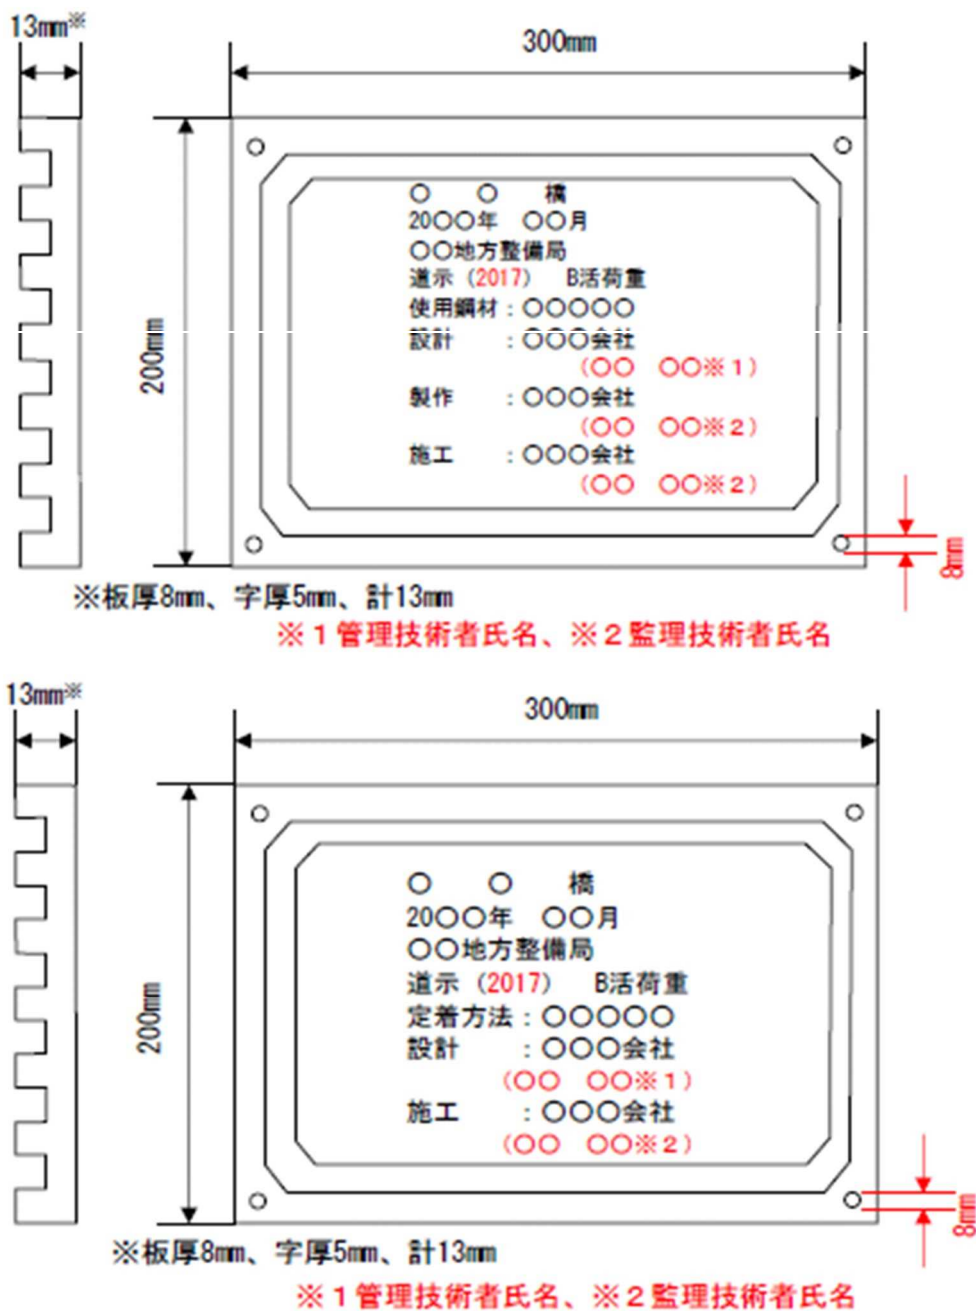 13mm※
300mm
200mm
○　○　橋
20○○年　○○月
○○地方整備局
道示（2017）　B活荷重
使用鋼材：○○○○○
設計　　：○○○会社
（○○　○○※１）
製作　　：○○○会社
（○○　○○※２）
施工　　：○○○会社
（○○　○○※２）
8mm
※板厚8mm、字厚5mm、計13mm
※１管理技術者氏名、※２監理技術者氏名
13mm※
300mm
200mm
○　○　橋
20○○年　○○月
○○地方整備局
道示（2017）　B活荷重
定着方法：○○○○○
設計　　：○○○会社
（○○　○○※１）
施工　　：○○○会社
（○○　○○※２）
8mm
※板厚8mm、字厚5mm、計13mm
※１管理技術者氏名、※２監理技術者氏名